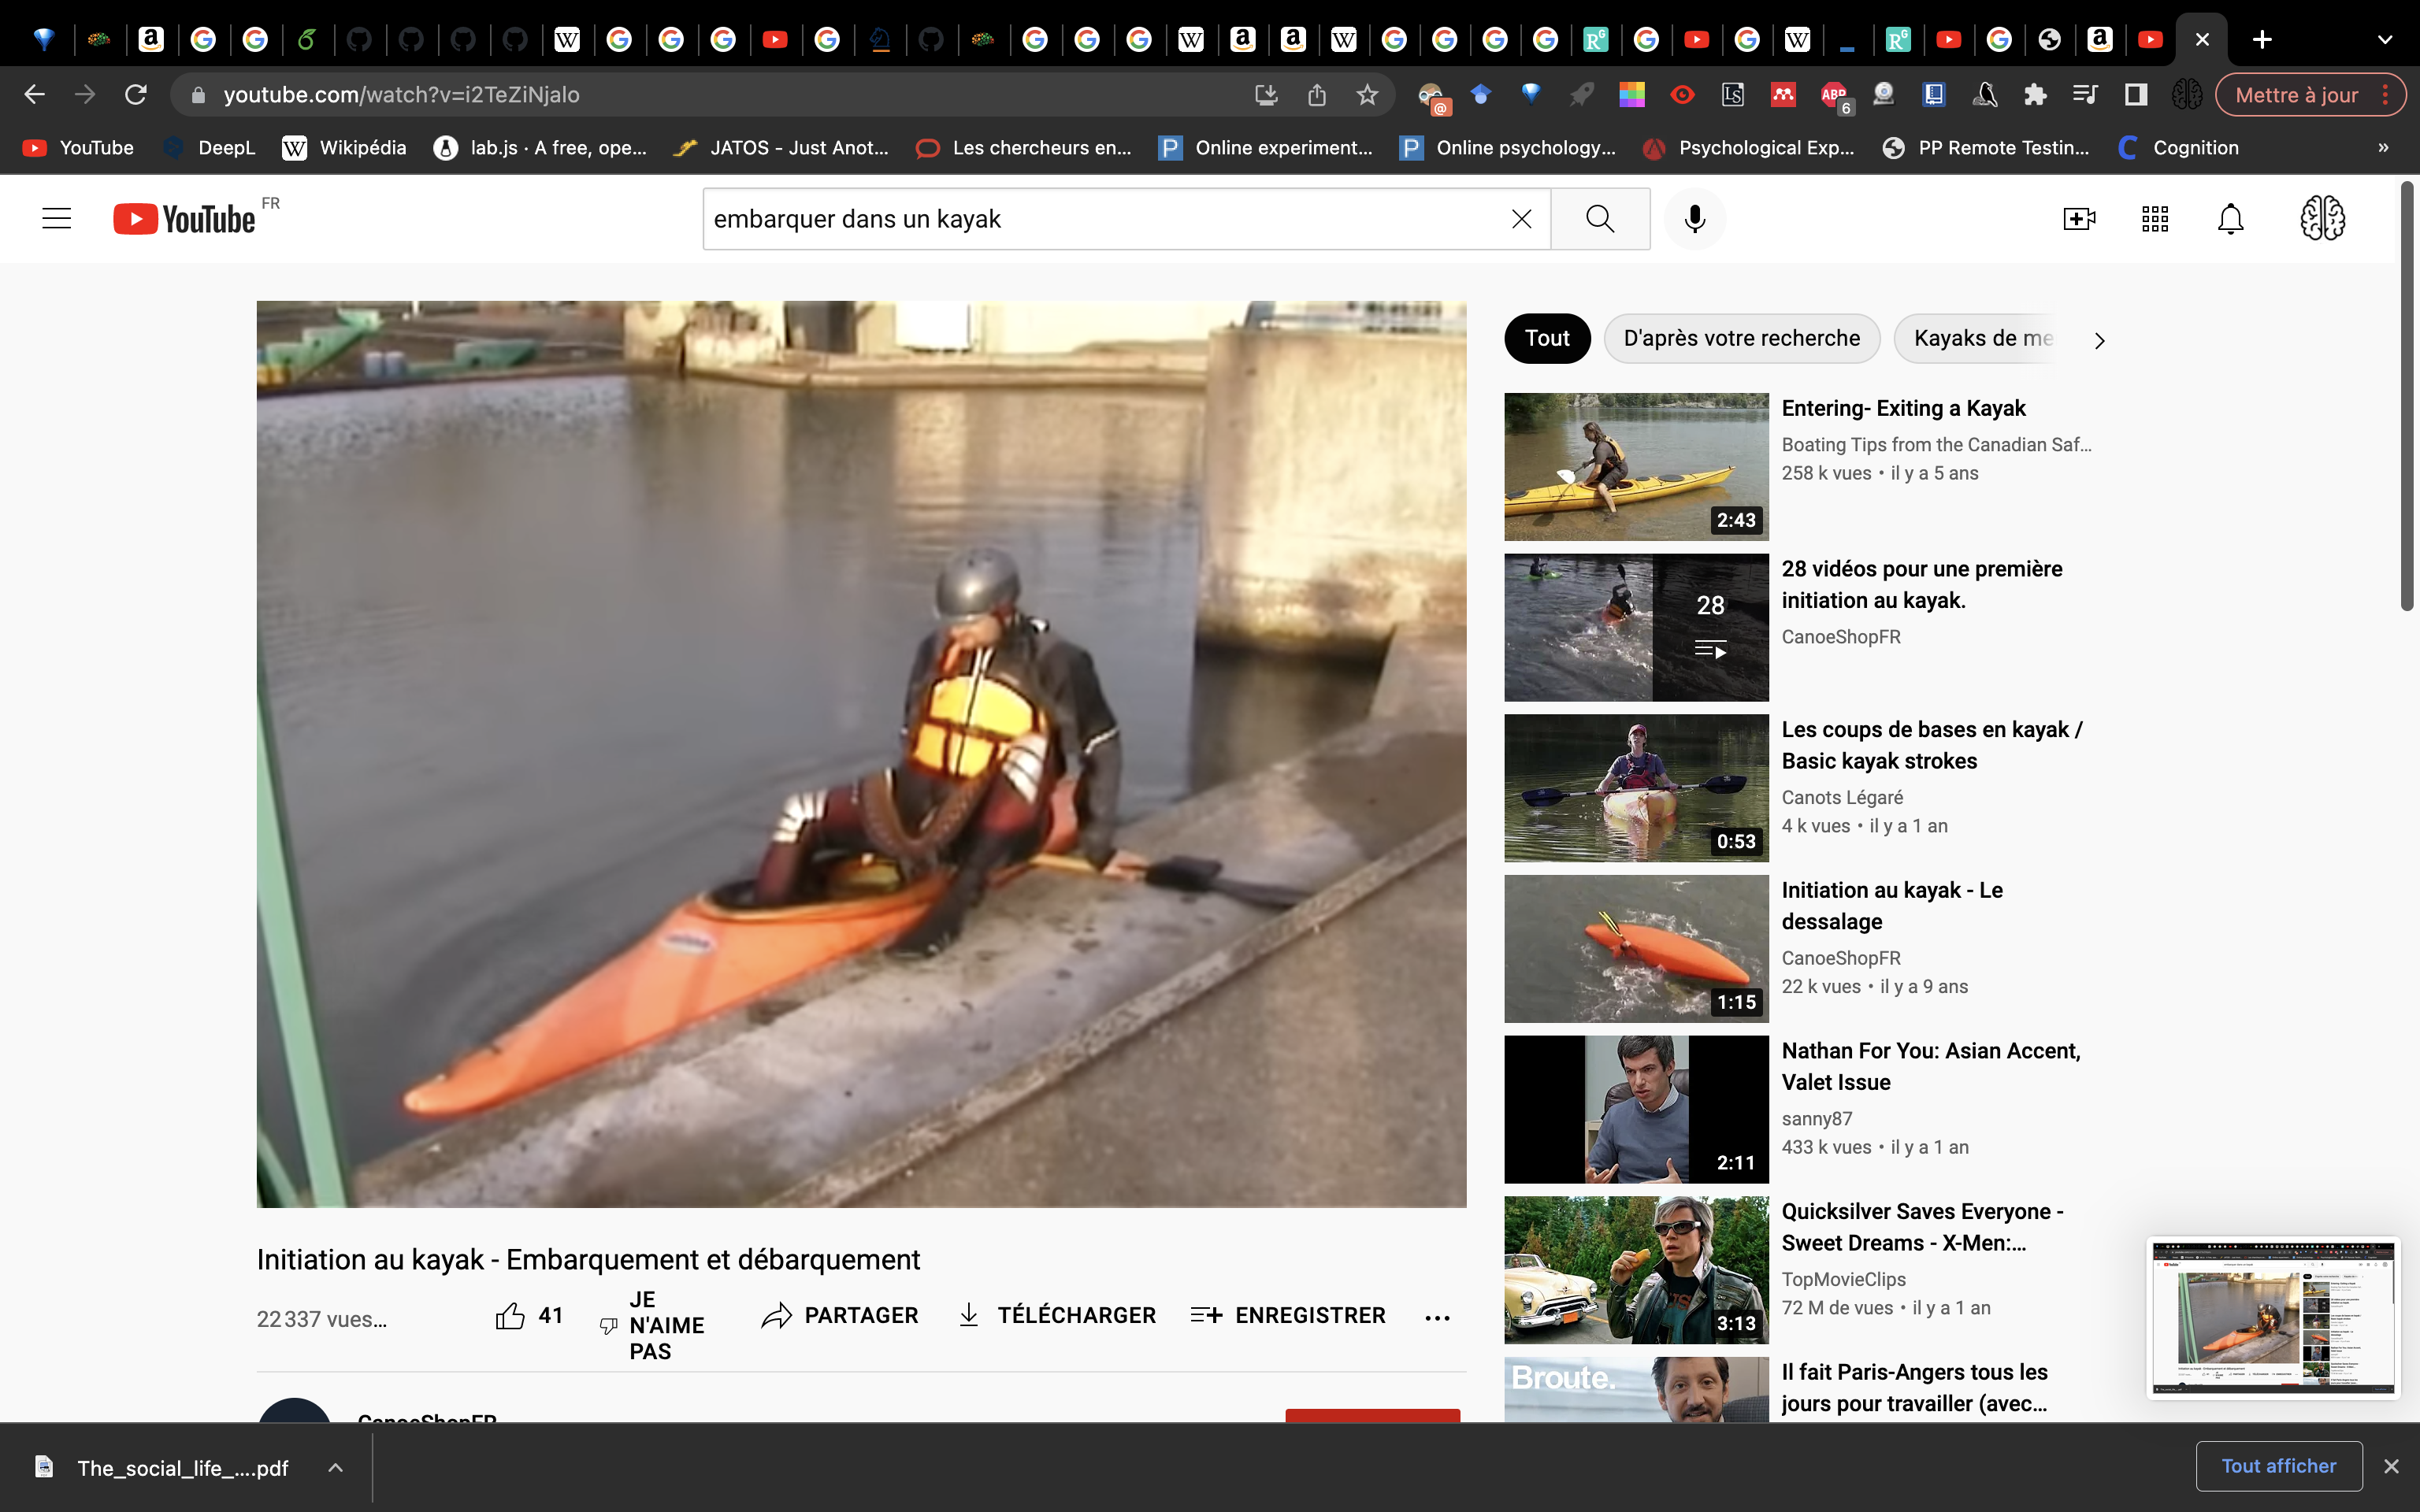 youtube.com/watch?v=i2TeZiNjalo
@
LS
ABP
6
Mettre à jour
YouTube
DeepL
Wikipédia
lab.js · A free, ope...
JATOS - Just Anot...
Les chercheurs en...
Online experiment...
Online psychology...
Psychological Exp...
PP Remote Testin...
Cognition
»
YouTube FR
embarquer dans un kayak
Tout
D'après votre recherche
Kayaks de me
Entering- Exiting a Kayak
Boating Tips from the Canadian Saf...
258 k vues • il y a 5 ans
2:43
28 vidéos pour une première
initiation au kayak.
28
CanoeShopFR
Les coups de bases en kayak /
Basic kayak strokes
Canots Légaré
4 k vues • il y a 1 an
0:53
Initiation au kayak - Le
dessalage
CanoeShopFR
22 k vues • il y a 9 ans
1:15
Nathan For You: Asian Accent,
Valet Issue
sanny87
433 k vues • il y a 1 an
2:11
Quicksilver Saves Everyone -
Sweet Dreams - X-Men:...
TopMovieClips
72 M de vues • il y a 1 an
3:13
Broute.
Il fait Paris-Angers tous les
jours pour travailler (avec...
Initiation au kayak - Embarquement et débarquement
22 337 vues...
41
JE
N'AIME
PAS
PARTAGER
TÉLÉCHARGER
ENREGISTRER
CanoeShopFR
The_social_life_....pdf
Tout afficher